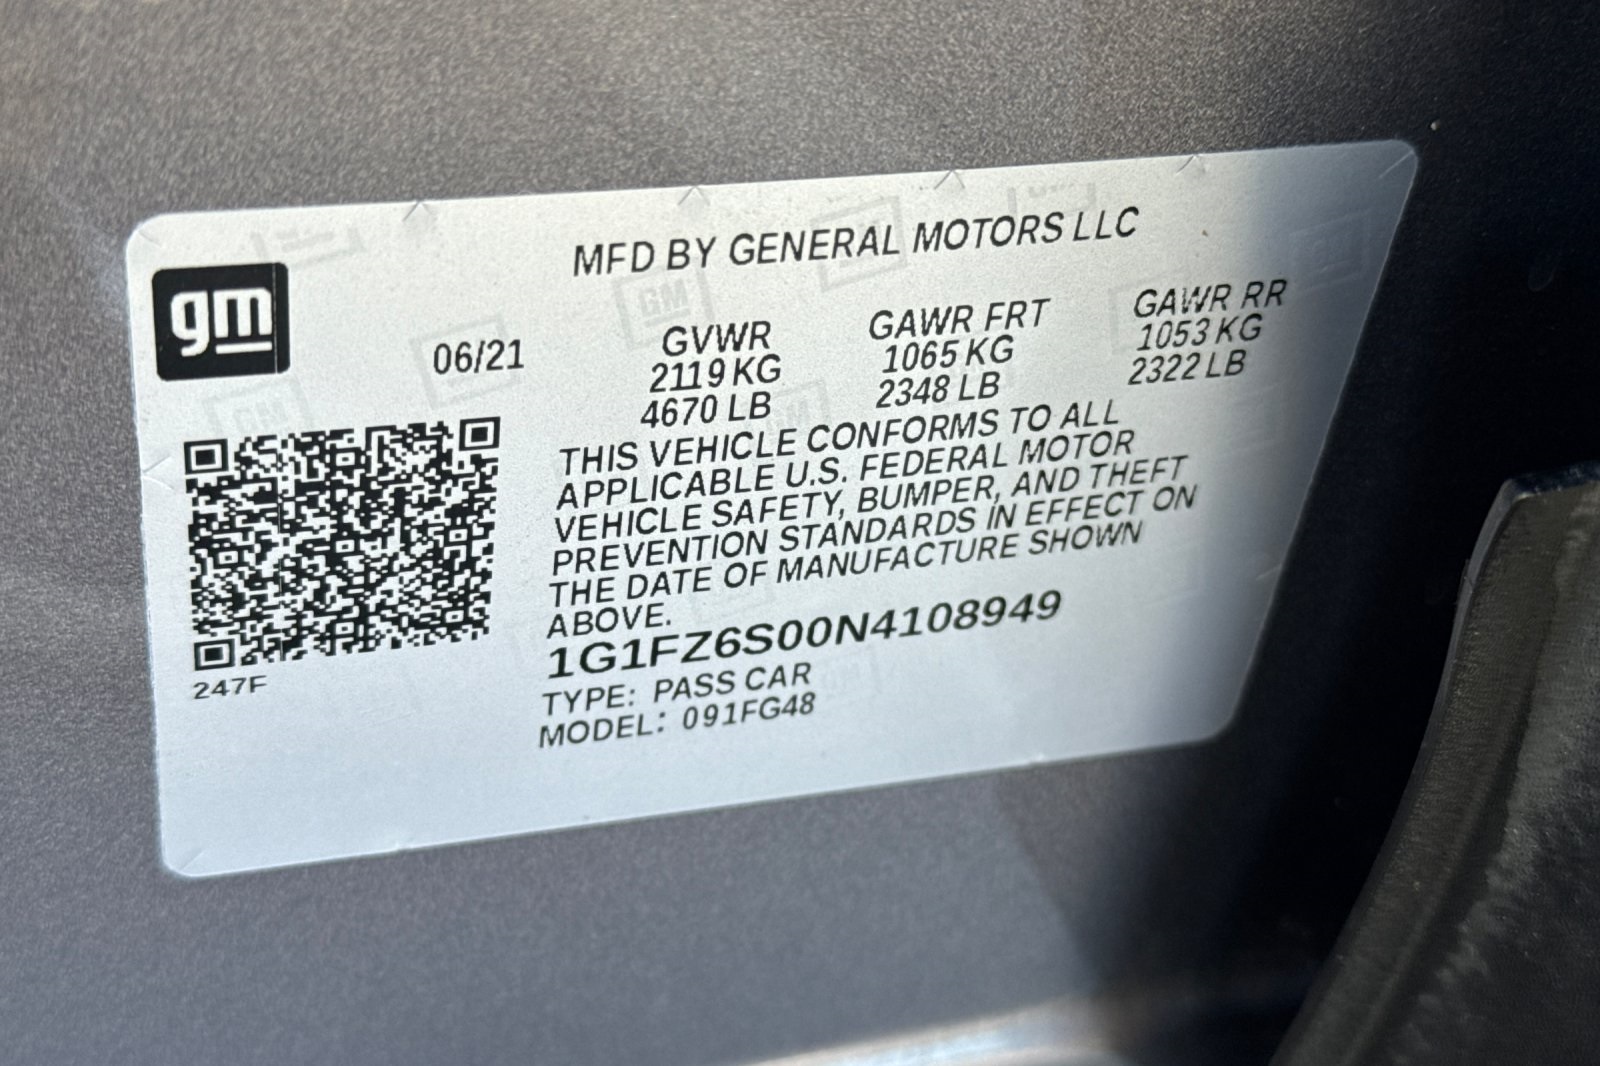 MFD BY GENERAL MOTORS LLC
gm
06/21
GVWR
2119 KG
4670 LB
GAWR FRT
1065 KG
2348 LB
GAWR RR
1053 KG
2322 LB
THIS VEHICLE CONFORMS TO ALL
APPLICABLE U.S. FEDERAL MOTOR
VEHICLE SAFETY, BUMPER, AND THEFT
PREVENTION STANDARDS IN EFFECT ON
THE DATE OF MANUFACTURE SHOWN
ABOVE.
1G1FZ6S00N4108949
TYPE: PASS CAR
MODEL: 091FG48
247F